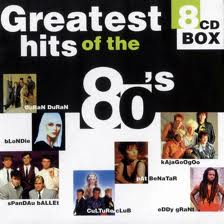 Greatest
hits of the
8 CD
BOX
80's
DuRaN DuRaN
bLoNDie
kAjaGoOgOo
pAt BeNaTaR
sPanDAu bALLEt
CuLTuRe cLuB
eDDy gRaNt